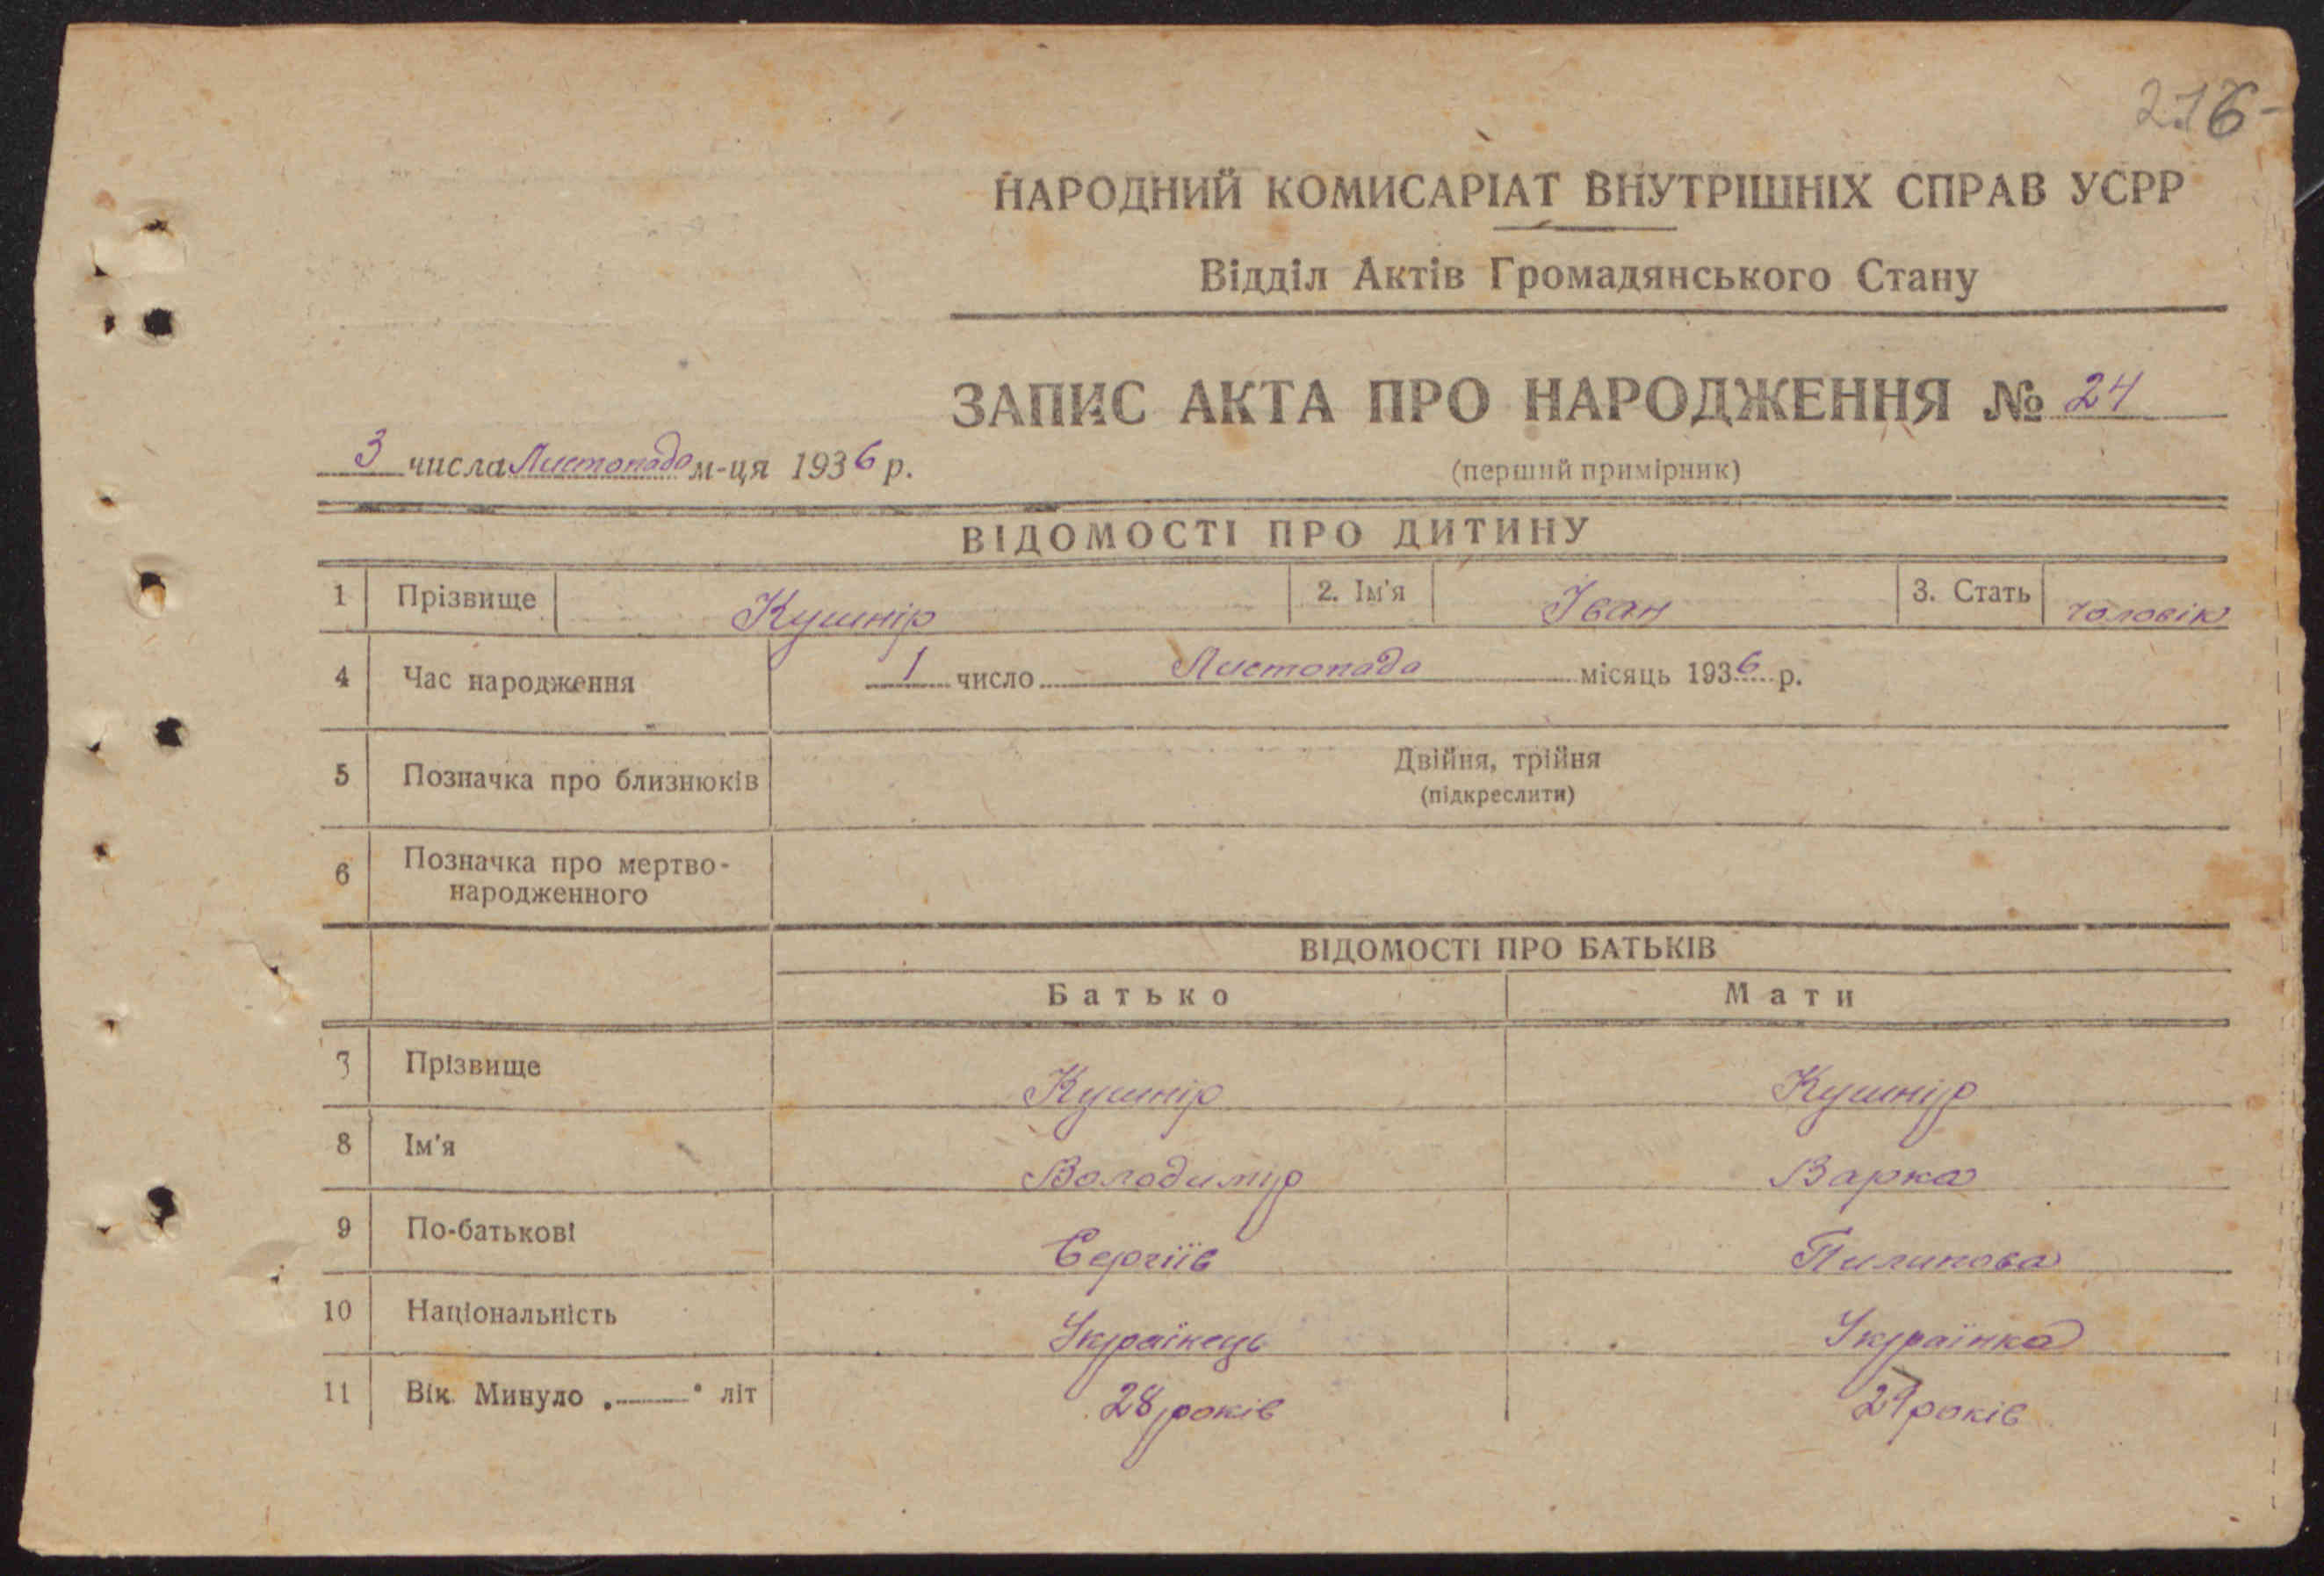 216-
НАРОДНИЙ КОМИСАРІАТ ВНУТРІШНІХ СПРАВ УСРР
Відділ Актів Громадянського Стану
ЗАПИС АКТА ПРО НАРОДЖЕННЯ № 24
3 числа Листопада м-ця 1936 р.
(перший примірник)
ВІДОМОСТІ ПРО ДИТИНУ
1 Прізвище Кушнір 2. Ім'я Іван 3. Стать чоловік
4 Час народження 1 число Листопада місяць 1936 р.
5 Позначка про близнюків Двійня, трійня
(підкреслити)
6 Позначка про мертво-
народженного
ВІДОМОСТІ ПРО БАТЬКІВ
Батько Мати
7 Прізвище Кушнір Кушнір
8 Ім'я Володимир Варка
9 По-батькові Сергіїв Пилипова
10 Національність Українець Українка
11 Вік. Минуло „ " літ 28 років років